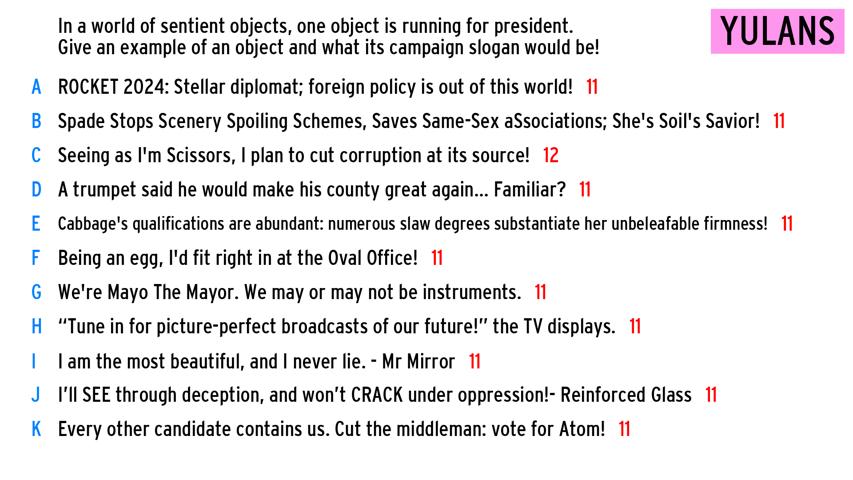 In a world of sentient objects, one object is running for president.
Give an example of an object and what its campaign slogan would be!
YULANS
A ROCKET 2024: Stellar diplomat; foreign policy is out of this world! 11
B Spade Stops Scenery Spoiling Schemes, Saves Same-Sex aSsociations; She's Soil's Savior! 11
C Seeing as I'm Scissors, I plan to cut corruption at its source! 12
D A trumpet said he would make his county great again... Familiar? 11
E Cabbage's qualifications are abundant: numerous slaw degrees substantiate her unbeleafable firmness! 11
F Being an egg, I'd fit right in at the Oval Office! 11
G We're Mayo The Mayor. We may or may not be instruments. 11
H “Tune in for picture-perfect broadcasts of our future!” the TV displays. 11
I I am the most beautiful, and I never lie. - Mr Mirror 11
J I’ll SEE through deception, and won’t CRACK under oppression!- Reinforced Glass 11
K Every other candidate contains us. Cut the middleman: vote for Atom! 11